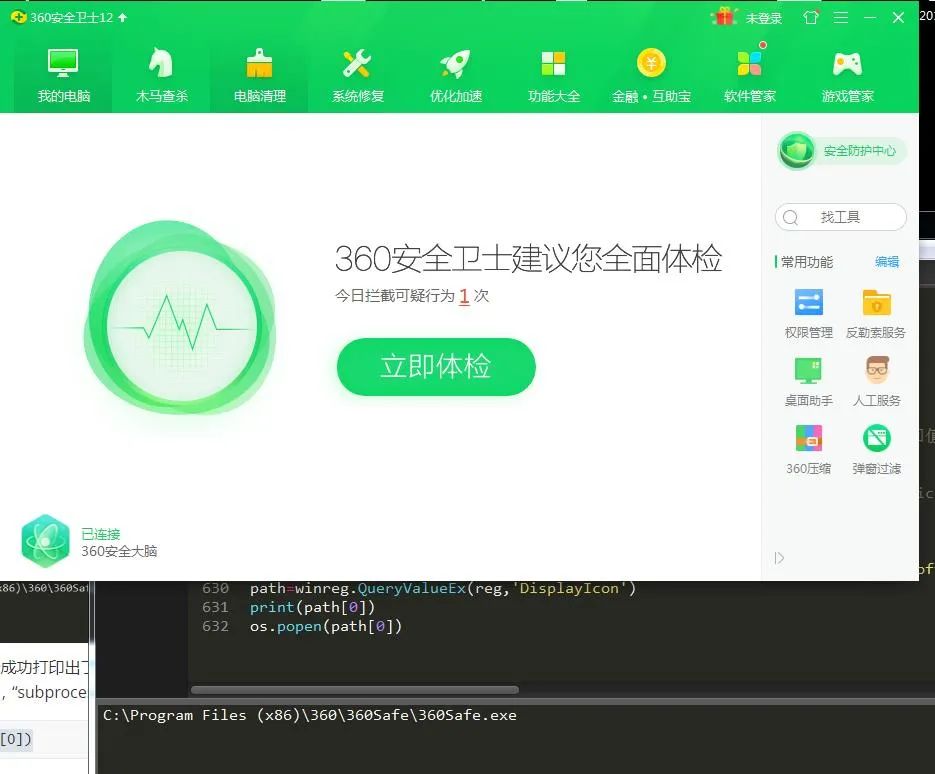 360安全卫士12
未登录
我的电脑
木马查杀
电脑清理
系统修复
优化加速
功能大全
金融·互助宝
软件管家
游戏管家
安全防护中心
找工具
360安全卫士建议您全面体检
今日拦截可疑行为 1 次
立即体检
常用功能 编辑
权限管理 反勒索服务
桌面助手 人工服务
360压缩 弹窗过滤
已连接
360安全大脑
x86)\360\360Saf
630 path=winreg.QueryValueEx(reg,'DisplayIcon')
631 print(path[0])
632 os.popen(path[0])
成功打印出了
, "subproce
[0])
C:\Program Files (x86)\360\360Safe\360Safe.exe